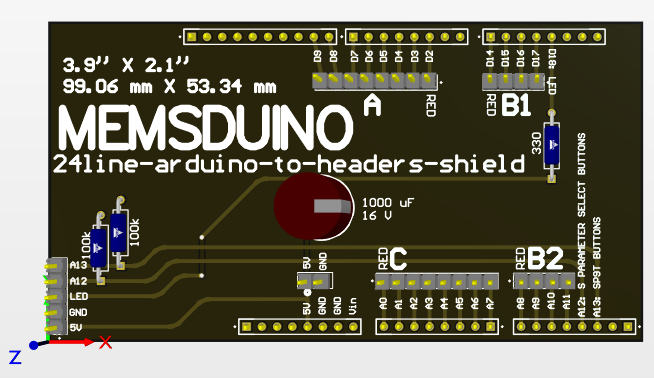 3.9” X 2.1”
99.06 mm X 53.34 mm
MEMSDUINO
24line-arduino-to-headers-shield
D9 D8 D7 D6 D5 D4 D3 D2
A
RED
D14 D15 D16 D17 D18: LED
RED
B1
330
1000 uF
16 V
100k
100k
A13
A12
LED
GND
5V
5V GND
5V GND GND Vin
RED
C
A0 A1 A2 A3 A4 A5 A6 A7
RED
B2
A8 A9 A10 A11
A12: S PARAMETER SELECT BUTTONS
A13: SP9T BUTTONS
Z
X